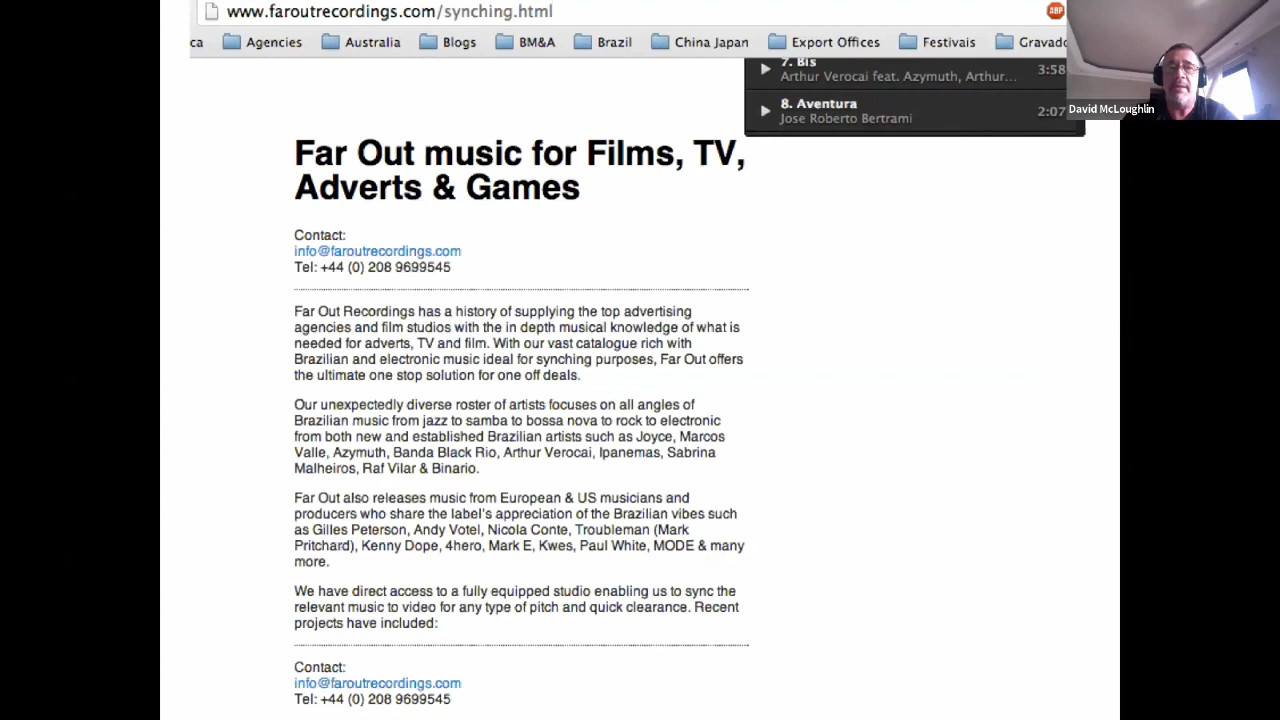 www.faroutrecordings.com/synching.html
ABP
ca Agencies Australia Blogs BM&A Brazil China Japan Export Offices Festivais Gravado
7. Bis
Arthur Verocai feat. Azymuth, Arthur... 3:58
8. Aventura
Jose Roberto Bertrami 2:07
David McLoughlin
Far Out music for Films, TV,
Adverts & Games
Contact:
info@faroutrecordings.com
Tel: +44 (0) 208 9699545
Far Out Recordings has a history of supplying the top advertising
agencies and film studios with the in depth musical knowledge of what is
needed for adverts, TV and film. With our vast catalogue rich with
Brazilian and electronic music ideal for synching purposes, Far Out offers
the ultimate one stop solution for one off deals.
Our unexpectedly diverse roster of artists focuses on all angles of
Brazilian music from jazz to samba to bossa nova to rock to electronic
from both new and established Brazilian artists such as Joyce, Marcos
Valle, Azymuth, Banda Black Rio, Arthur Verocai, Ipanemas, Sabrina
Malheiros, Raf Vilar & Binario.
Far Out also releases music from European & US musicians and
producers who share the label's appreciation of the Brazilian vibes such
as Gilles Peterson, Andy Votel, Nicola Conte, Troubleman (Mark
Pritchard), Kenny Dope, 4hero, Mark E, Kwes, Paul White, MODE & many
more.
We have direct access to a fully equipped studio enabling us to sync the
relevant music to video for any type of pitch and quick clearance. Recent
projects have included:
Contact:
info@faroutrecordings.com
Tel: +44 (0) 208 9699545